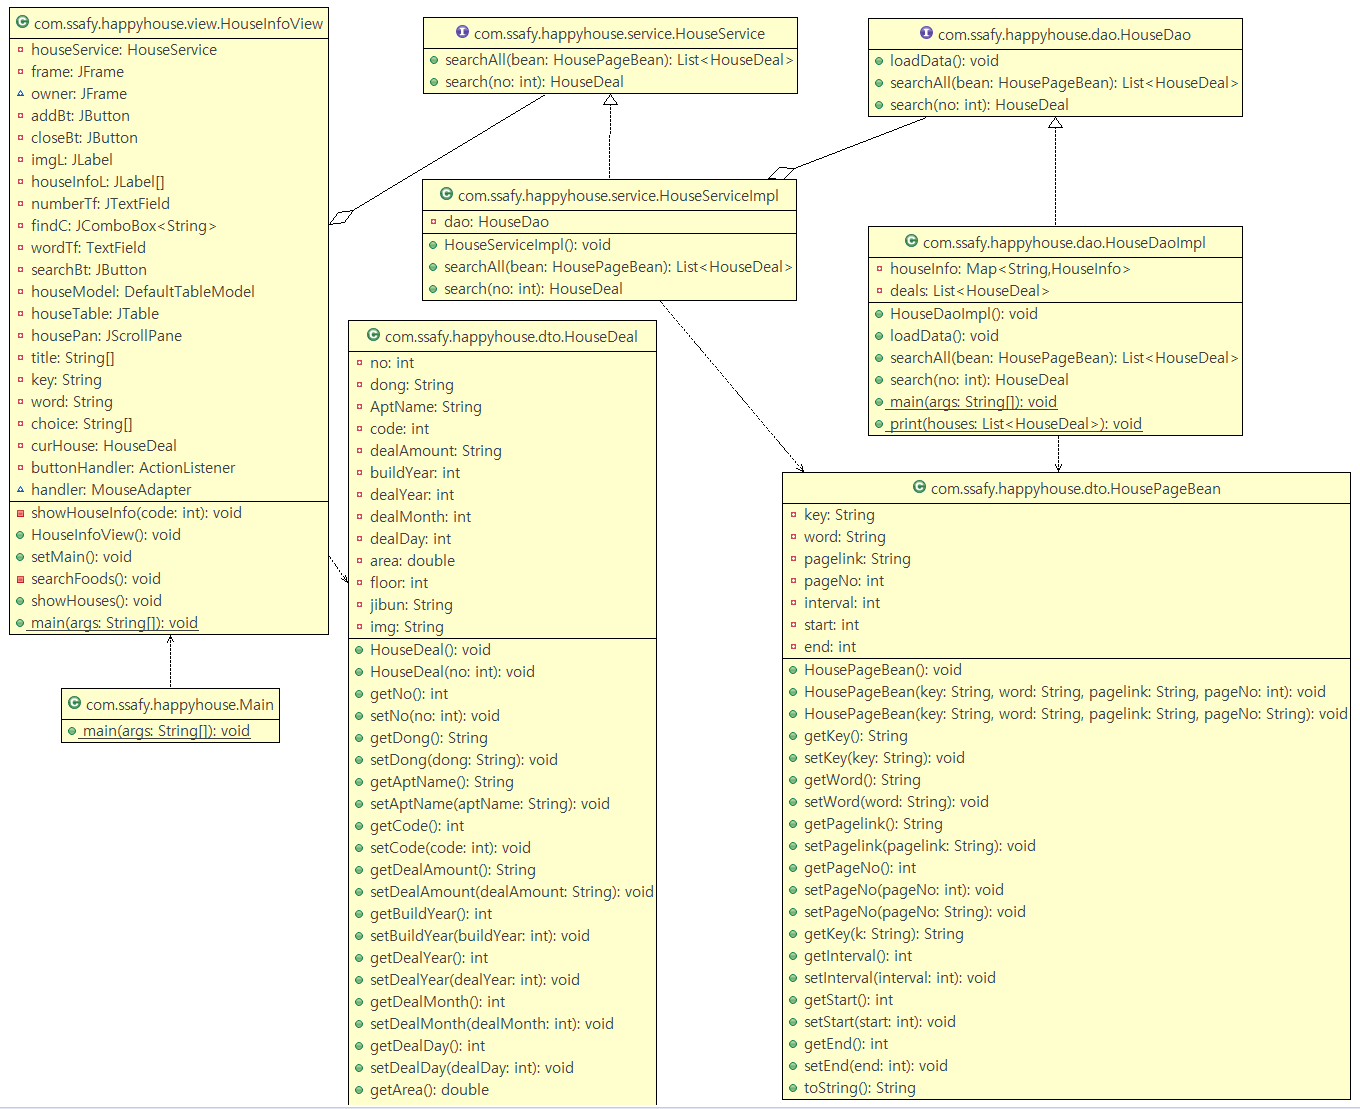 com.ssafy.happyhouse.view.HouseInfoView
houseService: HouseService
frame: JFrame
owner: JFrame
addBt: JButton
closeBt: JButton
imgL: JLabel
houseInfoL: JLabel[]
numberTf: JTextField
findC: JComboBox<String>
wordTf: TextField
searchBt: JButton
houseModel: DefaultTableModel
houseTable: JTable
housePan: JScrollPane
title: String[]
key: String
word: String
choice: String[]
curHouse: HouseDeal
buttonHandler: ActionListener
handler: MouseAdapter
showHouseInfo(code: int): void
HouseInfoView(): void
setMain(): void
searchFoods(): void
showHouses(): void
main(args: String[]): void
com.ssafy.happyhouse.Main
main(args: String[]): void
com.ssafy.happyhouse.service.HouseService
searchAll(bean: HousePageBean): List<HouseDeal>
search(no: int): HouseDeal
com.ssafy.happyhouse.service.HouseServiceImpl
dao: HouseDao
HouseServiceImpl(): void
searchAll(bean: HousePageBean): List<HouseDeal>
search(no: int): HouseDeal
com.ssafy.happyhouse.dto.HouseDeal
no: int
dong: String
AptName: String
code: int
dealAmount: String
buildYear: int
dealYear: int
dealMonth: int
dealDay: int
area: double
floor: int
jibun: String
img: String
HouseDeal(): void
HouseDeal(no: int): void
getNo(): int
setNo(no: int): void
getDong(): String
setDong(dong: String): void
getAptName(): String
setAptName(aptName: String): void
getCode(): int
setCode(code: int): void
getDealAmount(): String
setDealAmount(dealAmount: String): void
getBuildYear(): int
setBuildYear(buildYear: int): void
getDealYear(): int
setDealYear(dealYear: int): void
getDealMonth(): int
setDealMonth(dealMonth: int): void
getDealDay(): int
setDealDay(dealDay: int): void
getArea(): double
com.ssafy.happyhouse.dao.HouseDao
loadData(): void
searchAll(bean: HousePageBean): List<HouseDeal>
search(no: int): HouseDeal
com.ssafy.happyhouse.dao.HouseDaoImpl
houseInfo: Map<String,HouseInfo>
deals: List<HouseDeal>
HouseDaoImpl(): void
loadData(): void
searchAll(bean: HousePageBean): List<HouseDeal>
search(no: int): HouseDeal
main(args: String[]): void
print(houses: List<HouseDeal>): void
com.ssafy.happyhouse.dto.HousePageBean
key: String
word: String
pagelink: String
pageNo: int
interval: int
start: int
end: int
HousePageBean(): void
HousePageBean(key: String, word: String, pagelink: String, pageNo: int): void
HousePageBean(key: String, word: String, pagelink: String, pageNo: String): void
getKey(): String
setKey(key: String): void
getWord(): String
setWord(word: String): void
getPagelink(): String
setPagelink(pagelink: String): void
getPageNo(): int
setPageNo(pageNo: int): void
setPageNo(pageNo: String): void
getKey(k: String): String
getInterval(): int
setInterval(interval: int): void
getStart(): int
setStart(start: int): void
getEnd(): int
setEnd(end: int): void
toString(): String